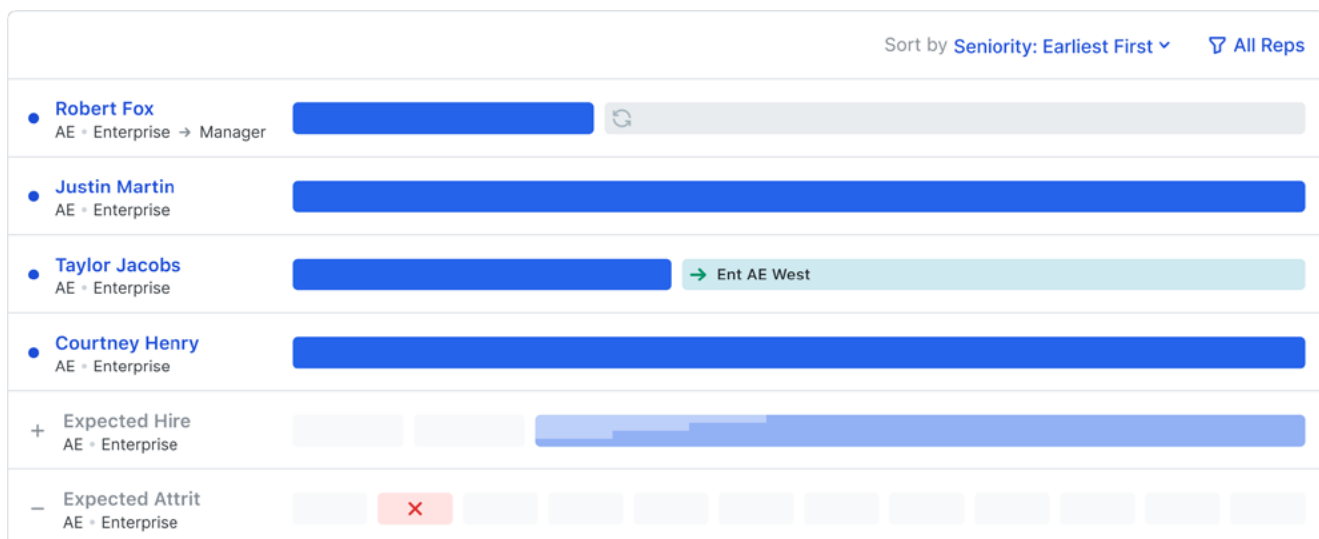 Sort by Seniority: Earliest First All Reps
Robert Fox
AE • Enterprise → Manager
Justin Martin
AE • Enterprise
Taylor Jacobs
AE • Enterprise
→ Ent AE West
Courtney Henry
AE • Enterprise
+ Expected Hire
AE • Enterprise
− Expected Attrit
AE • Enterprise